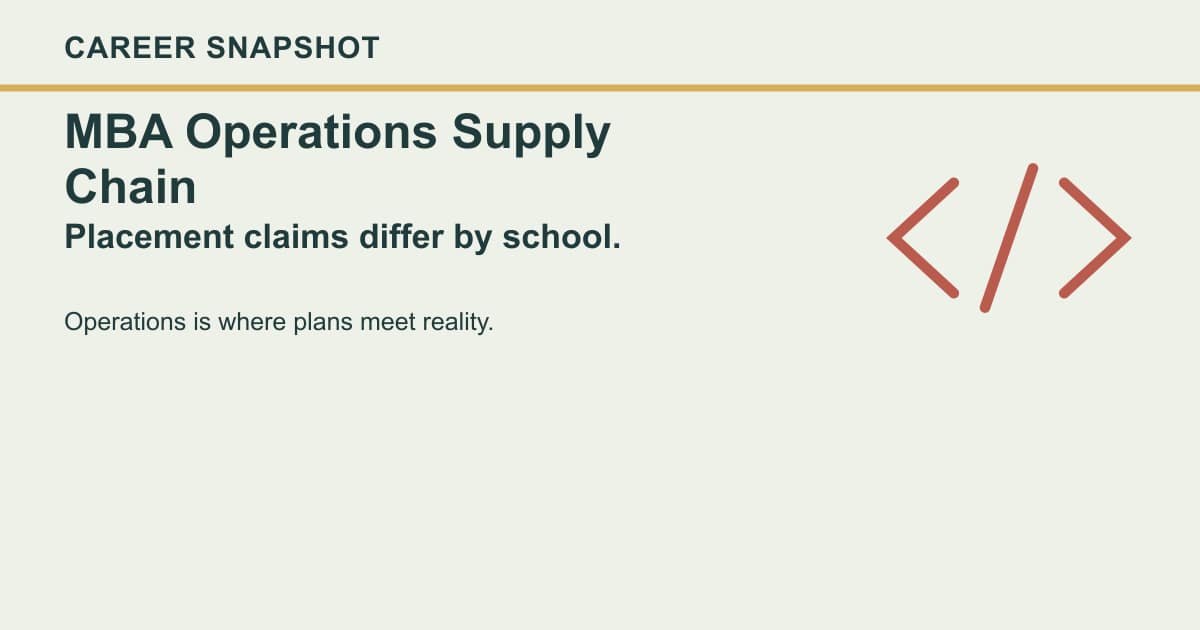 CAREER SNAPSHOT
MBA Operations Supply
Chain
Placement claims differ by school.
Operations is where plans meet reality.